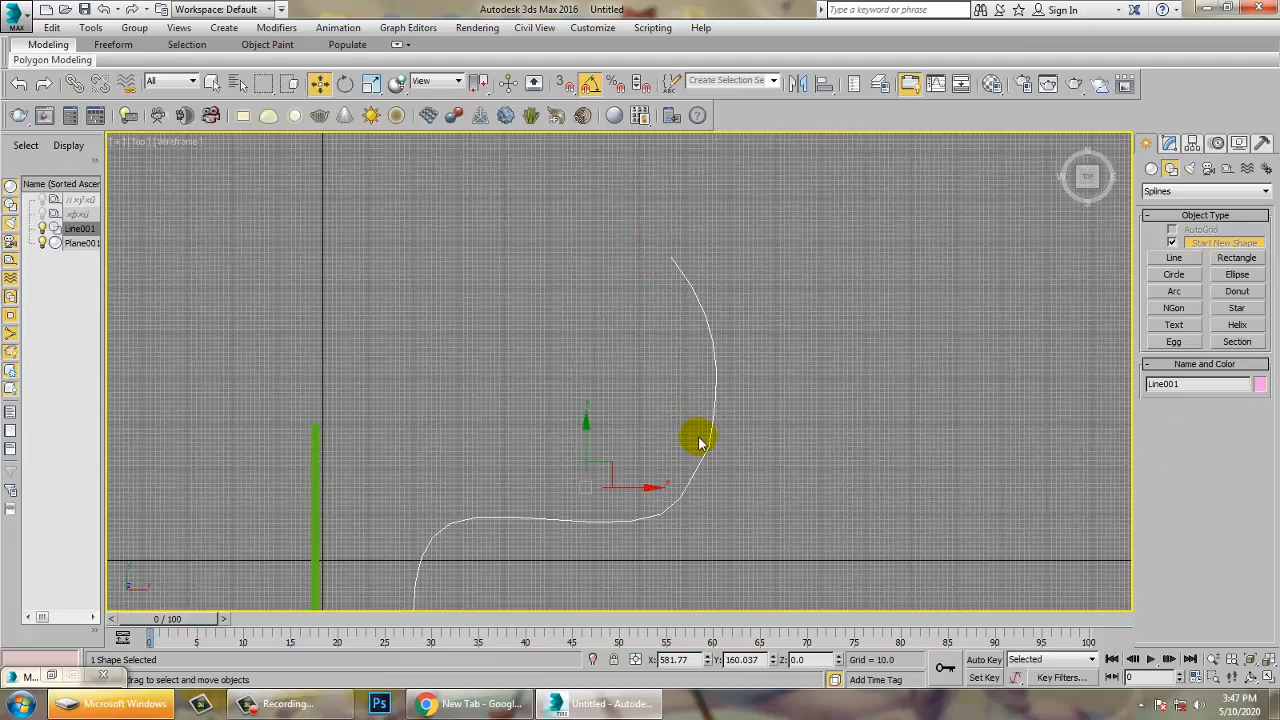 MAX
Workspace: Default
Autodesk 3ds Max 2016 Untitled
Type a keyword or phrase
Sign In
Edit Tools Group Views Create Modifiers Animation Graph Editors Rendering Civil View Customize Scripting Help
Modeling Freeform Selection Object Paint Populate
Polygon Modeling
All View Create Selection Se
Select Display
[+][Top][Wireframe]
N
TOP
Splines
Name (Sorted Ascen
Line001
Plane001
Object Type
AutoGrid
Start New Shape
Line Rectangle
Circle Ellipse
Arc Donut
NGon Star
Text Helix
Egg Section
Name and Color
Line001
y
x
z x
0 / 100
0 5 10 15 20 25 30 35 40 45 50 55 60 65 70 75 80 85 90 95 100
1 Shape Selected X: 581.77 Y: 160.037 Z: 0.0 Grid = 10.0 Auto Key Selected
M... drag to select and move objects Add Time Tag Set Key Key Filters... 0
Microsoft Windows Recording... Ps New Tab - Googl... Untitled - Autode...
3:47 PM
5/10/2020